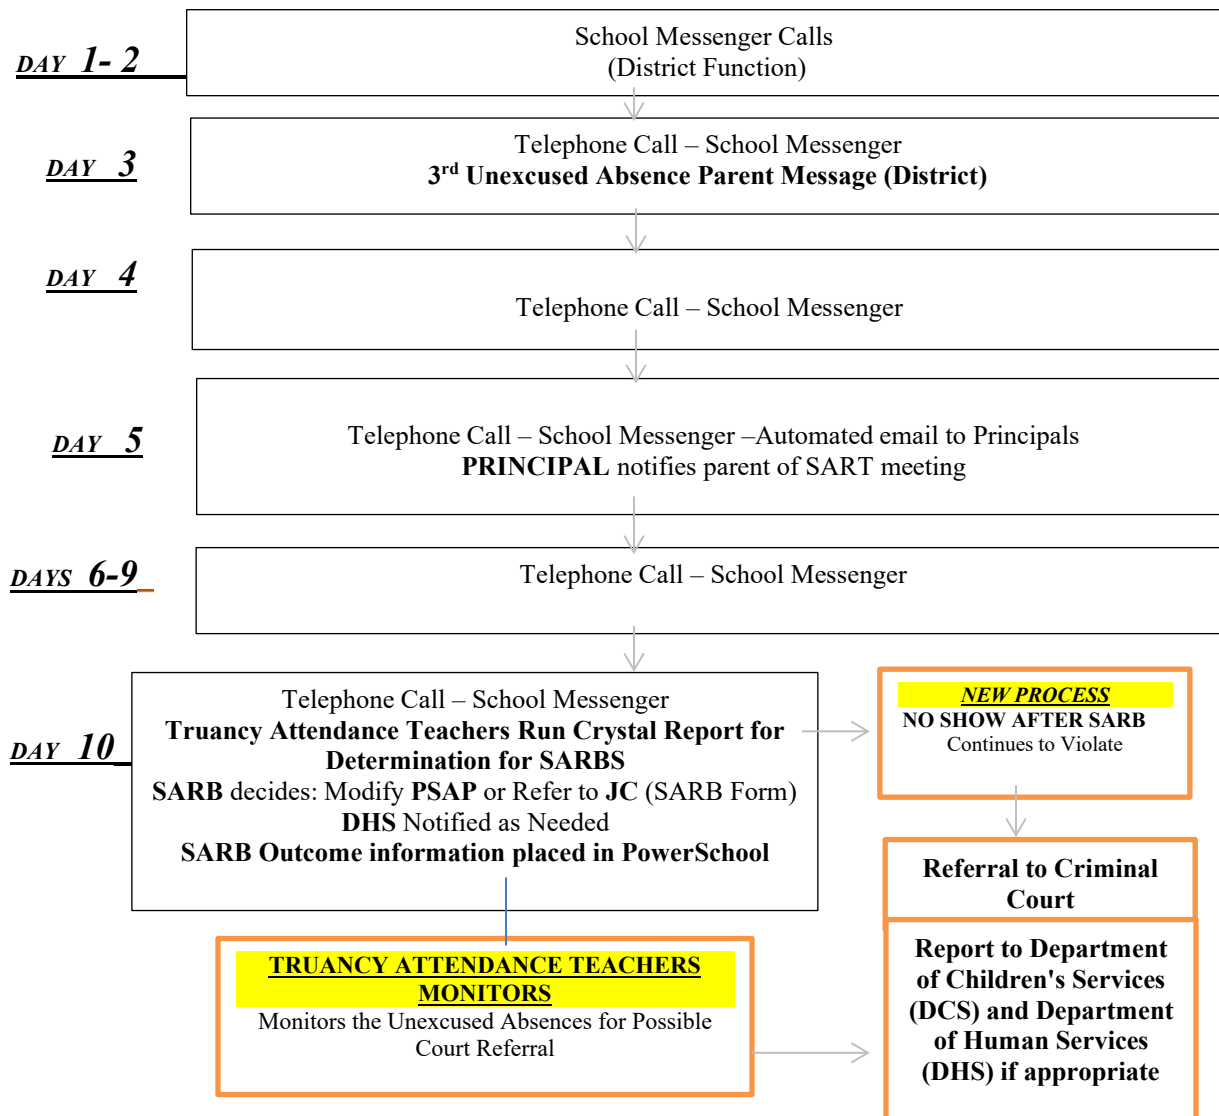 School Messenger Calls
DAY 1- 2
(District Function)
Telephone Call – School Messenger
DAY 3
3rd Unexcused Absence Parent Message (District)
DAY 4
Telephone Call – School Messenger
DAY 5
Telephone Call – School Messenger –Automated email to Principals
PRINCIPAL notifies parent of SART meeting
DAYS 6-9
Telephone Call – School Messenger
DAY 10
Telephone Call – School Messenger
Truancy Attendance Teachers Run Crystal Report for
Determination for SARBS
SARB decides: Modify PSAP or Refer to JC (SARB Form)
DHS Notified as Needed
SARB Outcome information placed in PowerSchool
NEW PROCESS
NO SHOW AFTER SARB
Continues to Violate
Referral to Criminal
Court
TRUANCY ATTENDANCE TEACHERS
MONITORS
Monitors the Unexcused Absences for Possible
Court Referral
Report to Department
of Children's Services
(DCS) and Department
of Human Services
(DHS) if appropriate